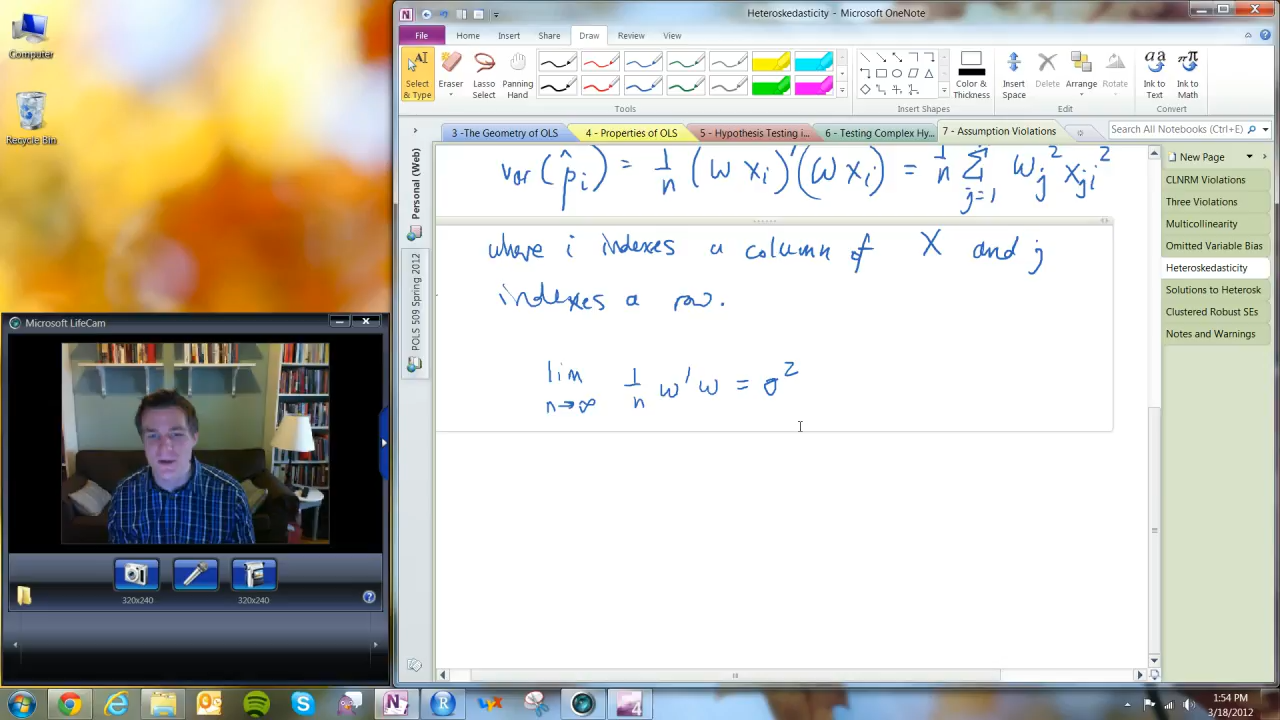 Computer
Recycle Bin
Heteroskedasticity - Microsoft OneNote
File Home Insert Share Draw Review View
Select & Type
Eraser
Lasso Select
Panning Hand
Color & Thickness
Insert Space
Delete
Arrange
Rotate
Ink to Text
Ink to Math
Tools
Insert Shapes
Edit
Convert
3 -The Geometry of OLS
4 - Properties of OLS
5 - Hypothesis Testing i...
6 - Testing Complex Hy...
7 - Assumption Violations
Search All Notebooks (Ctrl+E)
Personal (Web)
POLS 509 Spring 2012
var(p̂i) = 1/n (W xi)'(W xi) = 1/n Σ j=1 wj² xji²
where i indexes a column of X and j
indexes a row.
lim n→∞ 1/n w'w = σ²
New Page
CLNRM Violations
Three Violations
Multicollinearity
Omitted Variable Bias
Heteroskedasticity
Solutions to Heterosk
Clustered Robust SEs
Notes and Warnings
Microsoft LifeCam
320x240
320x240
1:54 PM
3/18/2012